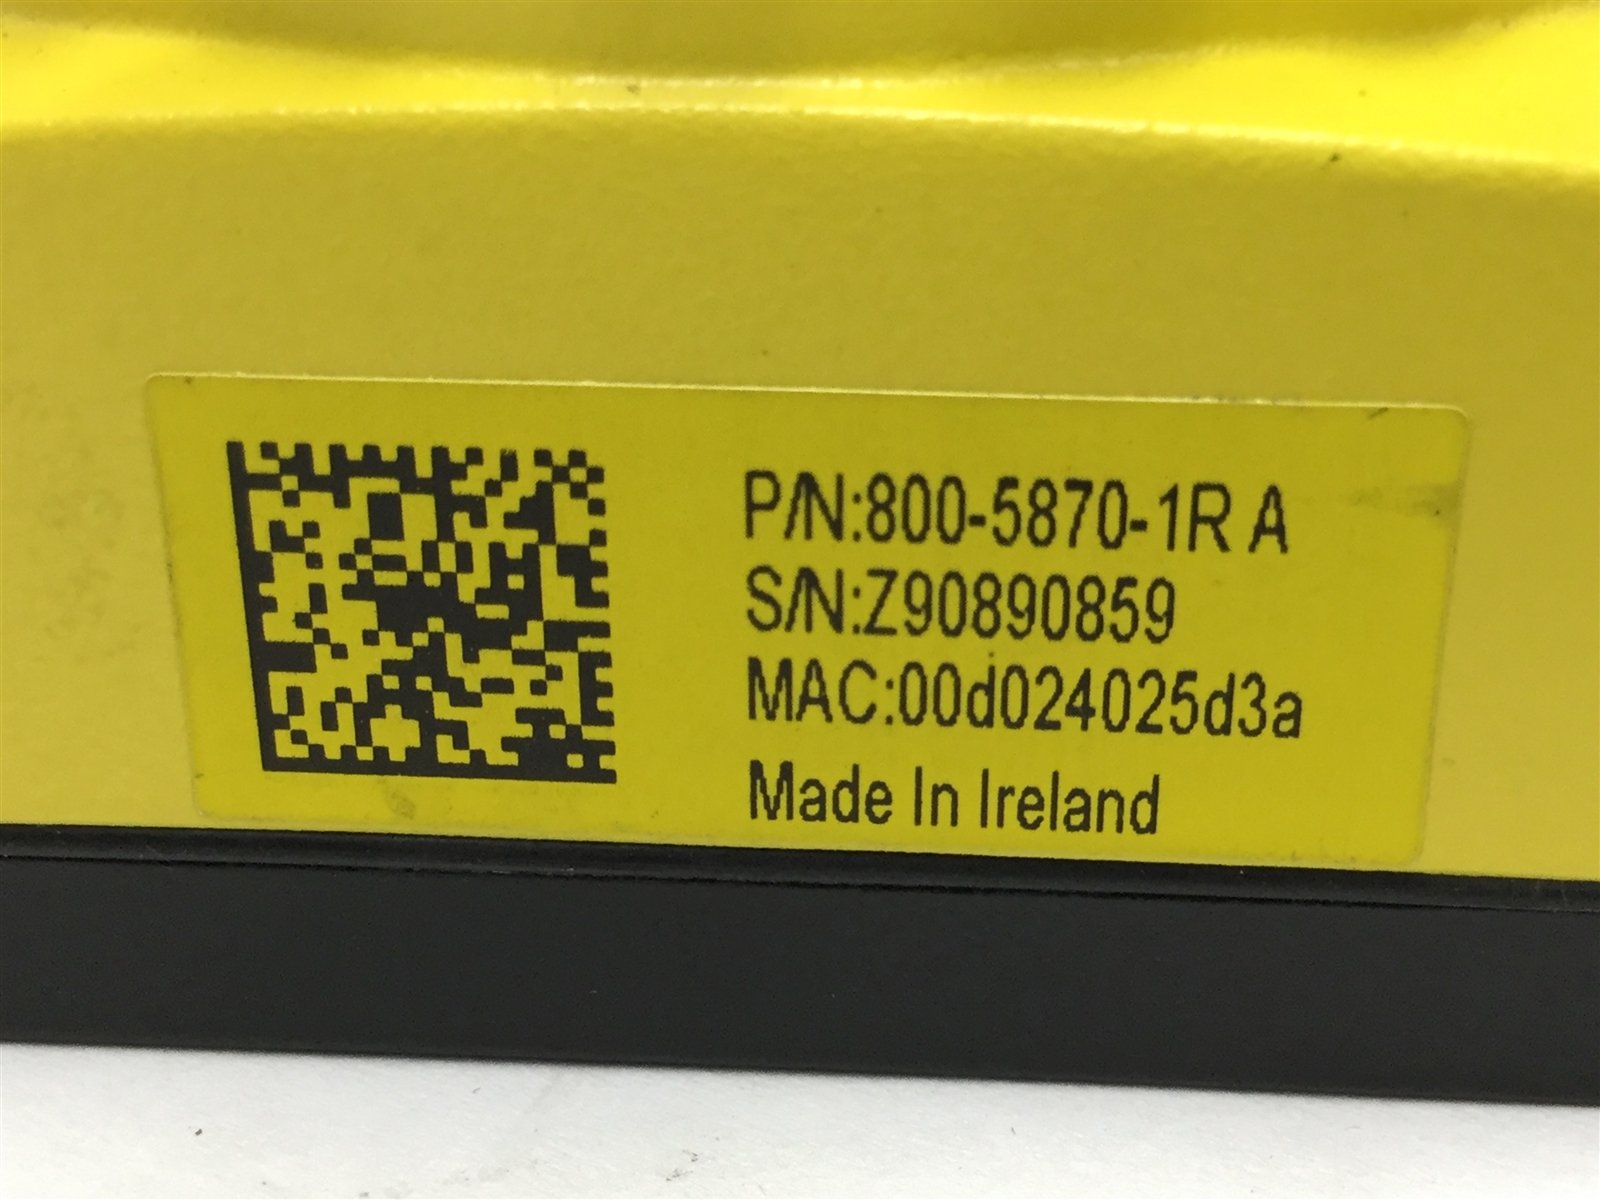 P/N:800-5870-1R A
S/N:Z90890859
MAC:00d024025d3a
Made In Ireland